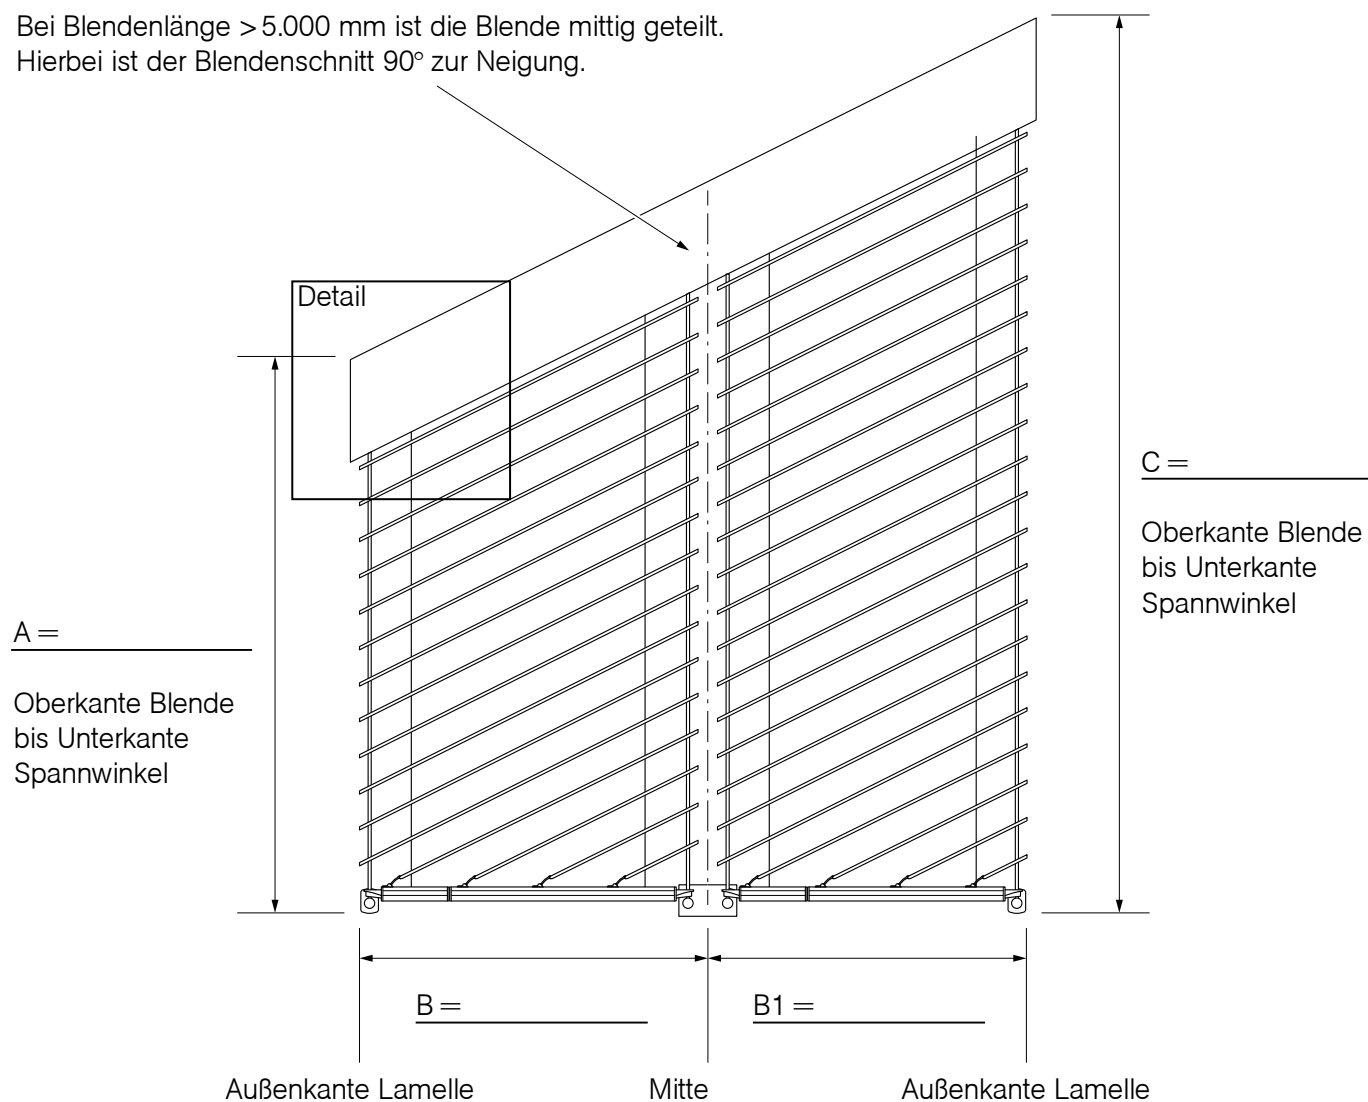 Bei Blendenlänge > 5.000 mm ist die Blende mittig geteilt.
Hierbei ist der Blendenschnitt 90° zur Neigung.
Detail
C =
Oberkante Blende
bis Unterkante
Spannwinkel
A =
Oberkante Blende
bis Unterkante
Spannwinkel
B =
B1 =
Außenkante Lamelle
Mitte
Außenkante Lamelle